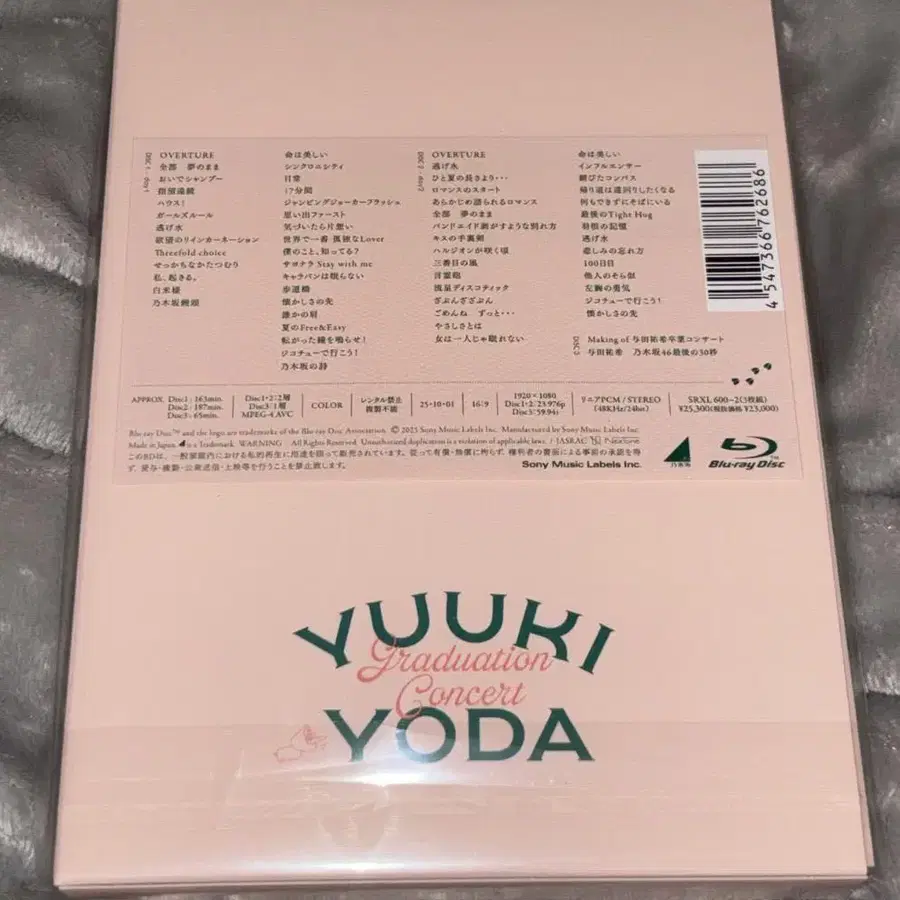 DISC 1 - day1
OVERTURE
全部　夢のまま
おいでシャンプー
指望遠鏡
ハウス!
ガールズルール
逃げ水
欲望のリインカーネーション
Threefold choice
せっかちなかたつむり
私、起きる。
白米様
乃木坂饅頭
命は美しい
シンクロニシティ
日常
17分間
ジャンピングジョーカーフラッシュ
思い出ファースト
気づいたら片想い
世界で一番 孤独なLover
僕のこと、知ってる?
サヨナラ Stay with me
キャラバンは眠らない
歩道橋
懐かしさの先
誰かの肩
夏のFree&Easy
転がった鐘を鳴らせ!
ジコチューで行こう!
乃木坂の詩
DISC 2 - day2
OVERTURE
逃げ水
ひと夏の長さより・・・
ロマンスのスタート
あらかじめ語られるロマンス
全部　夢のまま
バンドエイド剥がすような別れ方
キスの手裏剣
ハルジオンが咲く頃
三番目の風
言霊砲
流星ディスコティック
ざぶんざざぶん
ごめんね　ずっと・・・
やさしさとは
女は一人じゃ眠れない
命は美しい
インフルエンサー
錆びたコンパス
帰り道は遠回りしたくなる
何もできずにそばにいる
最後のTight Hug
羽根の記憶
逃げ水
悲しみの忘れ方
100日目
他人のそら似
左胸の勇気
ジコチューで行こう!
懐かしさの先
DISC 3
Making of 与田祐希卒業コンサート
与田祐希　乃木坂46最後の30秒
4 547366 762686
APPROX. Disc1 : 163min. Disc2 : 187min. Disc3 : 65min.
Disc1・2 : 2層 Disc3 : 1層 MPEG-4 AVC
COLOR
レンタル禁止 複製不能
25・10・01
16:9
1920×1080 Disc1・2 : 23.976p Disc3 : 59.94i
リニアPCM / STEREO (48KHz/24bit)
SRXL 600~2(3枚組) ¥25,300(税抜価格 ¥23,000)
Blu-ray Disc™ and the logo are trademarks of the Blu-ray Disc Association. ©2025 Sony Music Labels Inc. Manufactured by Sony Music Labels Inc.
Made in Japan. is a Trademark. WARNING All Rights Reserved. Unauthorized duplication is a violation of applicable laws. / JASRAC
このBDは、一般家庭内における私的再生に用途を限って販売されています。従って有償・無償に拘らず、権利者の書面による事前の承認を得ず、
貸与・複製・公衆送信・上映等を行うことを禁止致します。
Sony Music Labels Inc.
乃木坂
Blu-ray Disc™
YUUKI
Graduation
Concert
YODA